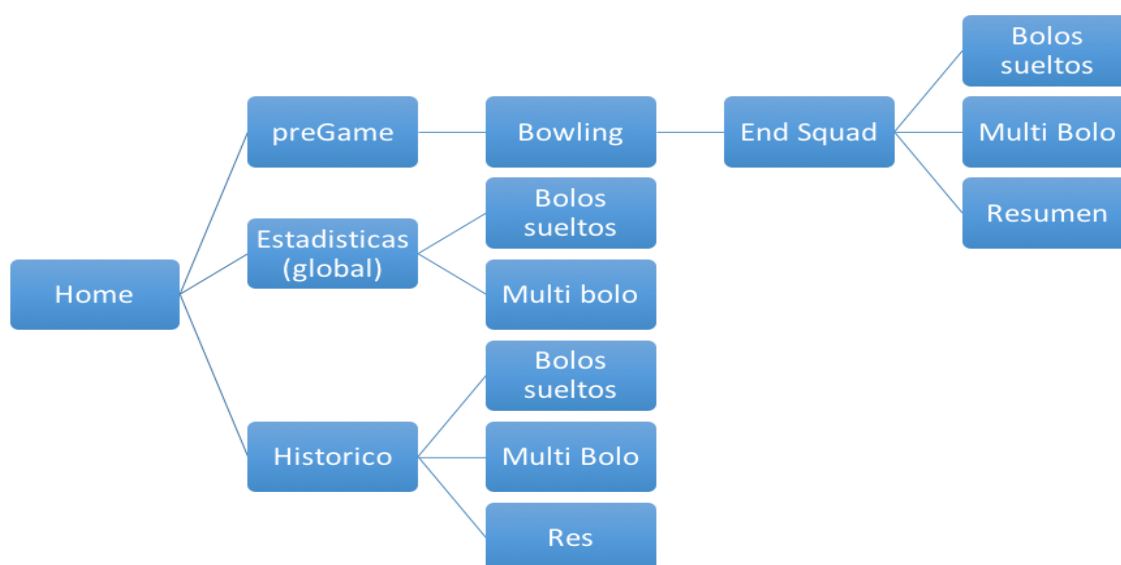 Bolos
sueltos
preGame
Bowling
End Squad
Multi Bolo
Bolos
sueltos
Resumen
Estadisticas
(global)
Home
Multi bolo
Bolos
sueltos
Historico
Multi Bolo
Res